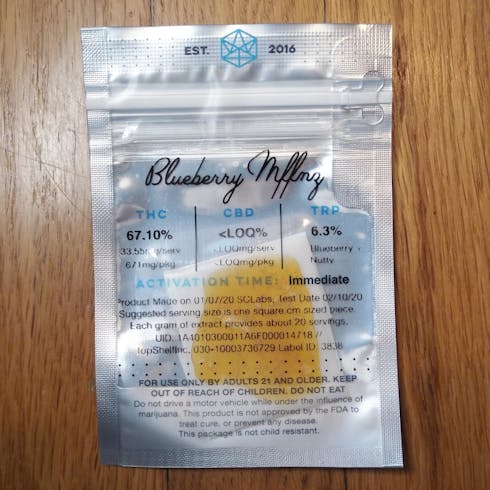 EST. 2016
Blueberry Mffnz
THC CBD TRP
67.10% <LOQ% 6.3%
33.55mg/serv <LOQmg/serv Blueberry
671mg/pkg <LOQmg/pkg Nutty
ACTIVATION TIME: Immediate
Product Made on 01/07/20 SCLabs, Test Date 02/10/20
Suggested serving size is one square cm sized piece.
Each gram of extract provides about 20 servings.
UID: 1A4010300011A6F000014718 //
TopShelfInc, 030-10003736729 Label ID: 3838
FOR USE ONLY BY ADULTS 21 AND OLDER. KEEP
OUT OF REACH OF CHILDREN. DO NOT EAT
Do not drive a motor vehicle while under the influence of
marijuana. This product is not approved by the FDA to
treat cure, or prevent any disease.
This package is not child resistant.